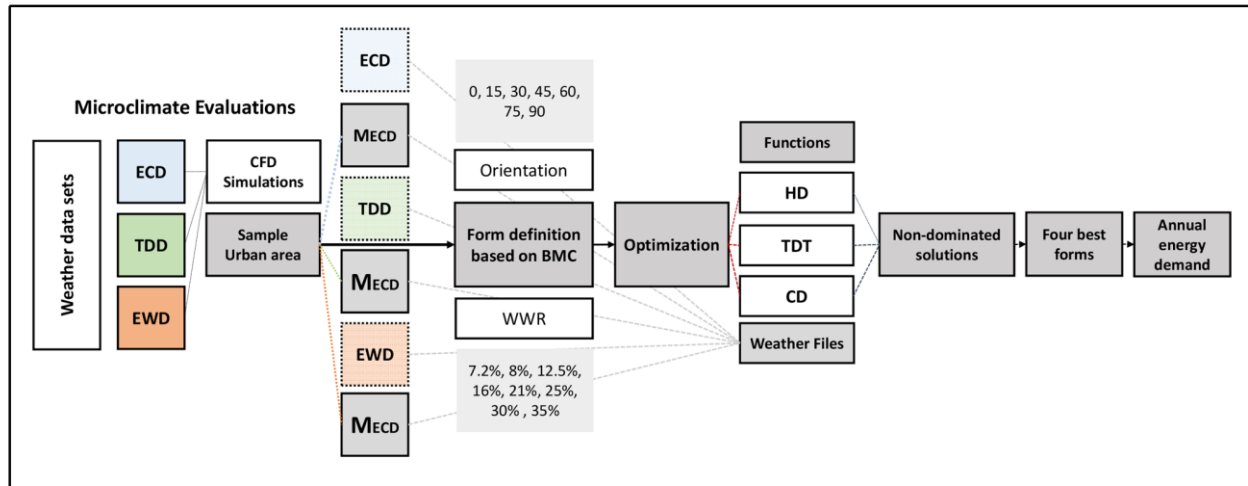 Microclimate Evaluations
Weather data sets
ECD
TDD
EWD
CFD
Simulations
Sample
Urban area
ECD
MECD
TDD
MECD
EWD
MECD
0, 15, 30, 45, 60,
75, 90
Orientation
Form definition
based on BMC
WWR
7.2%, 8%, 12.5%,
16%, 21%, 25%,
30% , 35%
Optimization
Functions
HD
TDT
CD
Weather Files
Non-dominated
solutions
Four best
forms
Annual
energy
demand